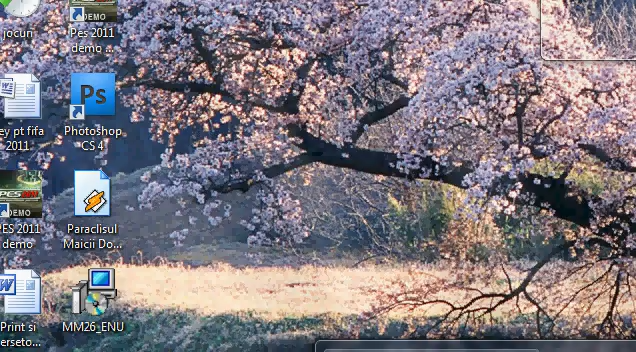 jocuri
Pes 2011
demo ...
DEMO
Ps
Photoshop
CS 4
ey pt fifa
2011
PES 2011
DEMO
PES 2011
demo
Paraclisul
Maicii Do...
W
Print si
erseto...
MM26_ENU